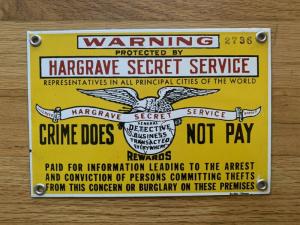 WARNING 2736
PROTECTED BY
HARGRAVE SECRET SERVICE
REPRESENTATIVES IN ALL PRINCIPAL CITIES OF THE WORLD
HARGRAVE SECRET SERVICE
CRIME DOES NOT PAY
GENERAL
DETECTIVE
BUSINESS
TRANSACTED
EVERYWHERE
REWARDS
PAID FOR INFORMATION LEADING TO THE ARREST
AND CONVICTION OF PERSONS COMMITTING THEFTS
FROM THIS CONCERN OR BURGLARY ON THESE PREMISES